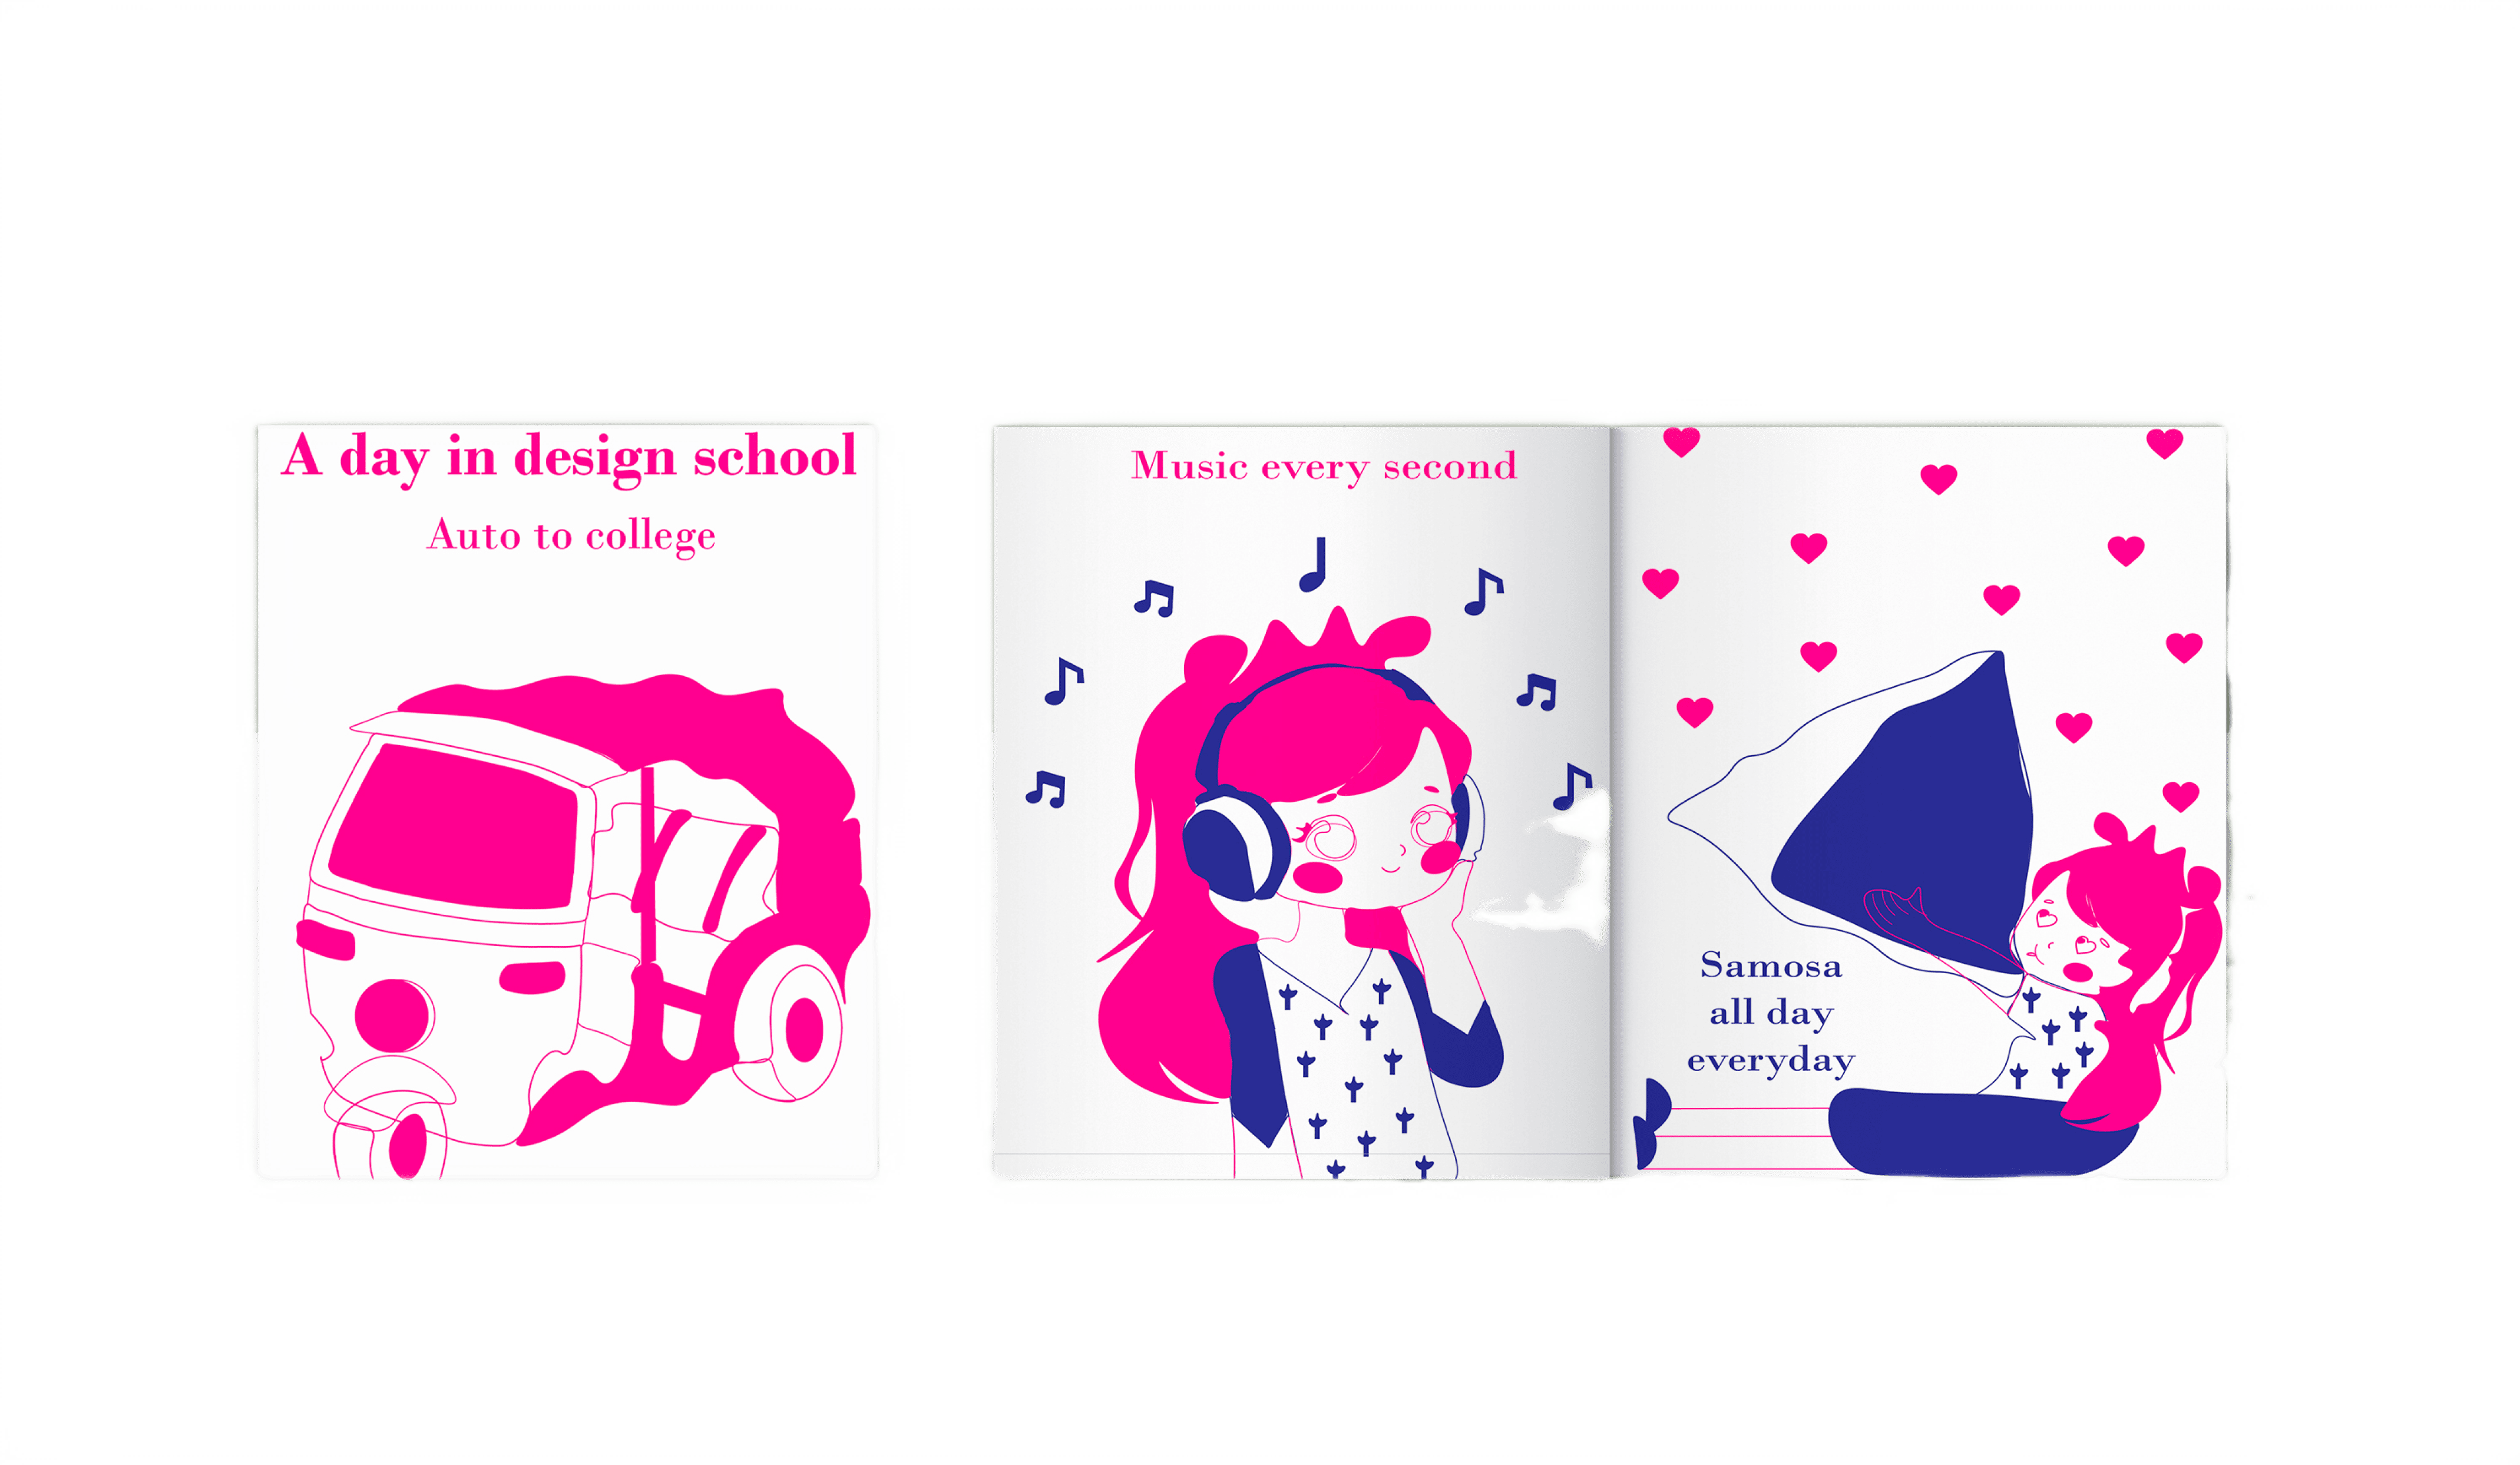 A day in design school
Auto to college
Music every second
Samosa
all day
everyday